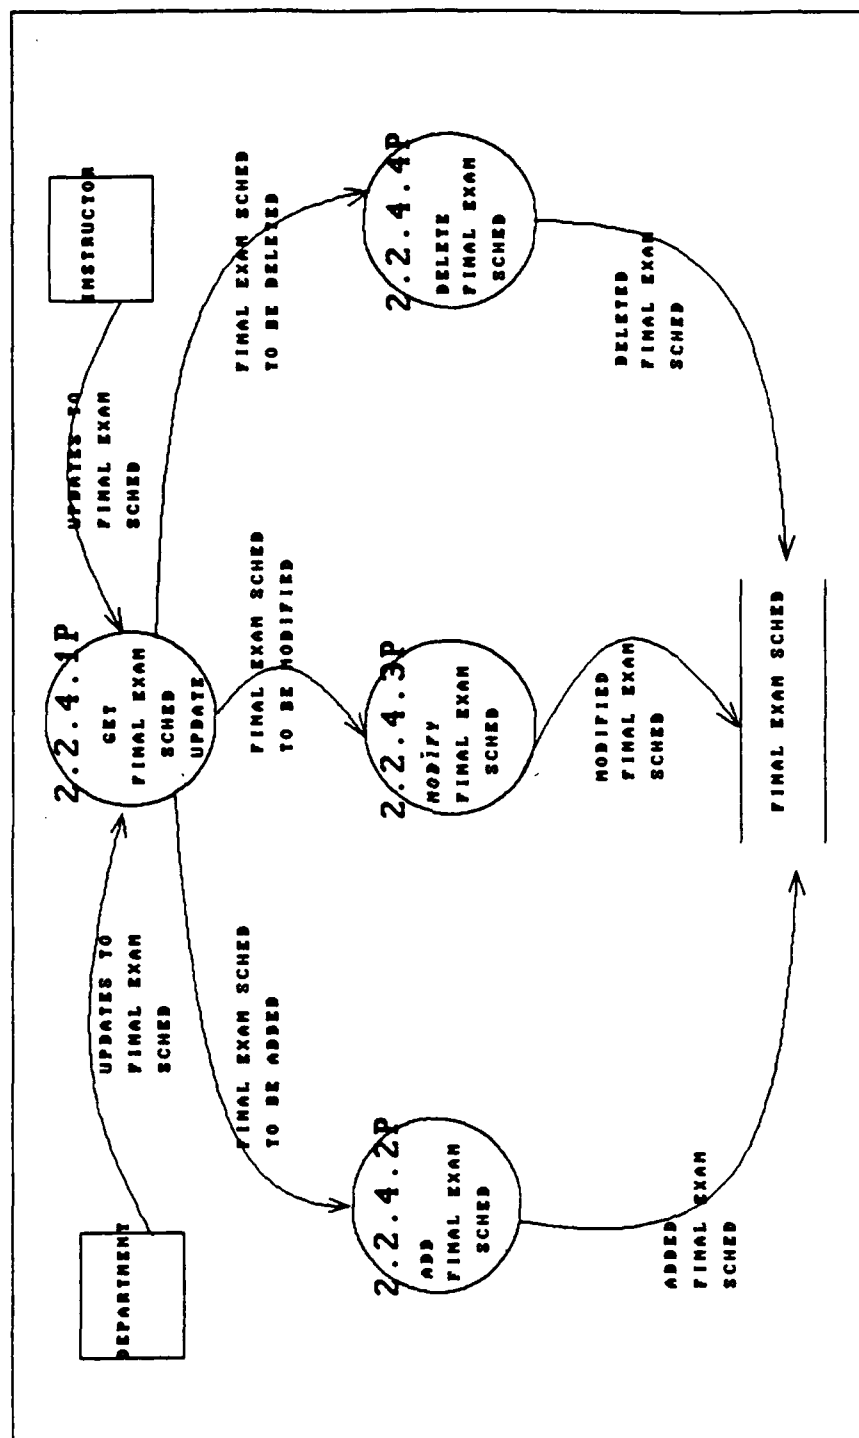 DEPARTMENT
UPDATES TO
FINAL EXAM
SCHED
2.2.4.1P
GET
FINAL EXAM
SCHED
UPDATE
UPDATES TO
FINAL EXAM
SCHED
INSTRUCTOR
FINAL EXAM SCHED
TO BE ADDED
FINAL EXAM SCHED
TO BE MODIFIED
FINAL EXAM SCHED
TO BE DELETED
2.2.4.2P
ADD
FINAL EXAM
SCHED
2.2.4.3P
MODIFY
FINAL EXAM
SCHED
2.2.4.4P
DELETE
FINAL EXAM
SCHED
ADDED
FINAL EXAM
SCHED
MODIFIED
FINAL EXAM
SCHED
DELETED
FINAL EXAM
SCHED
FINAL EXAM SCHED